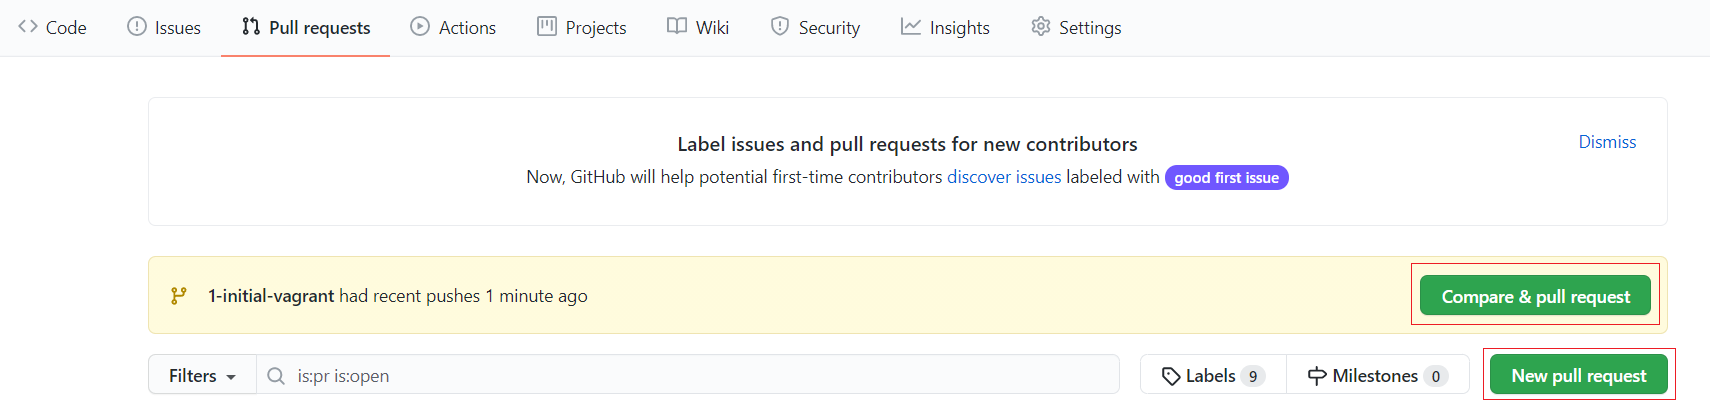 Code Issues Pull requests Actions Projects Wiki Security Insights Settings
Label issues and pull requests for new contributors
Dismiss
Now, GitHub will help potential first-time contributors discover issues labeled with good first issue
1-initial-vagrant had recent pushes 1 minute ago
Compare & pull request
Filters is:pr is:open Labels 9 Milestones 0 New pull request